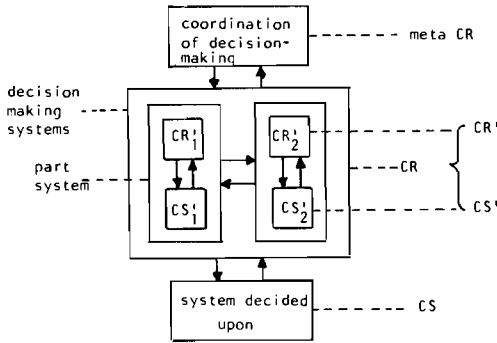 coordination
of decision-
making
meta CR
decision
making
systems
part
system
CR'1
CS'1
CR'2
CS'2
CR'
CR
CS'
system decided
upon
CS